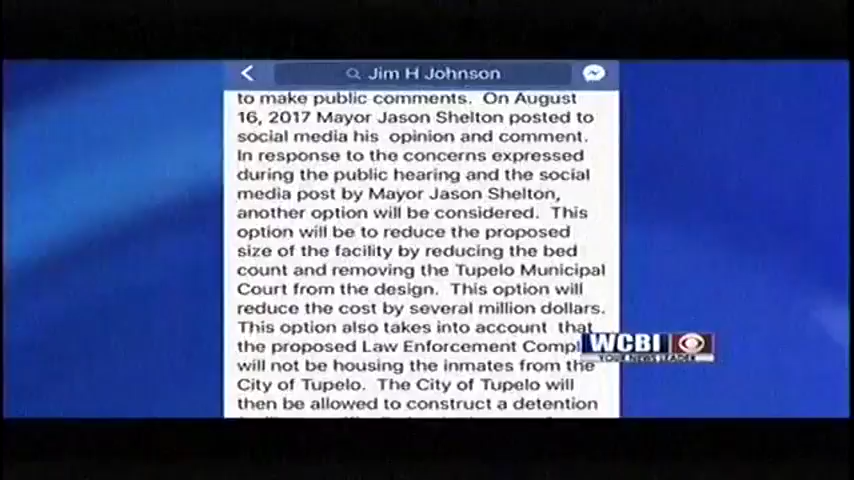 Jim H Johnson
to make public comments. On August
16, 2017 Mayor Jason Shelton posted to
social media his opinion and comment.
In response to the concerns expressed
during the public hearing and the social
media post by Mayor Jason Shelton,
another option will be considered. This
option will be to reduce the proposed
size of the facility by reducing the bed
count and removing the Tupelo Municipal
Court from the design. This option will
reduce the cost by several million dollars.
This option also takes into account that
the proposed Law Enforcement Compl
will not be housing the inmates from the
City of Tupelo. The City of Tupelo will
then be allowed to construct a detention
WCBI
YOUR NEWS LEADER